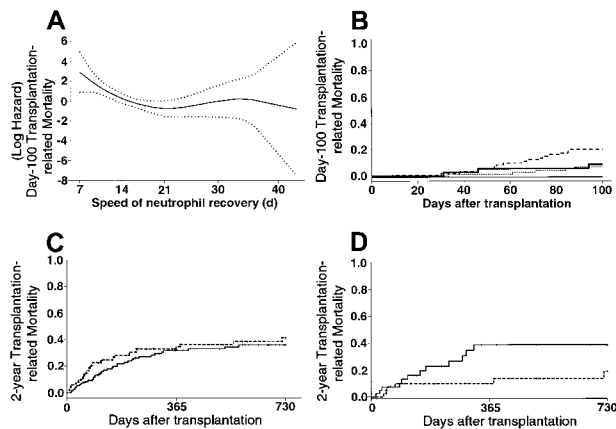 A
(Log Hazard)
Day-100 Transplantation-
related Mortality
6
4
2
0
-2
-4
-6
-8
7 14 21 30 40
Speed of neutrophil recovery (d)
B
Day-100 Transplantation-
related Mortality
1.0
0.8
0.6
0.4
0.2
0.0
0 20 40 60 80 100
Days after transplantation
C
2-year Transplantation-
related Mortality
1.0
0.8
0.6
0.4
0.2
0.0
0 365 730
Days after transplantation
D
2-year Transplantation-
related Mortality
1.0
0.8
0.6
0.4
0.2
0.0
0 365 730
Days after transplantation